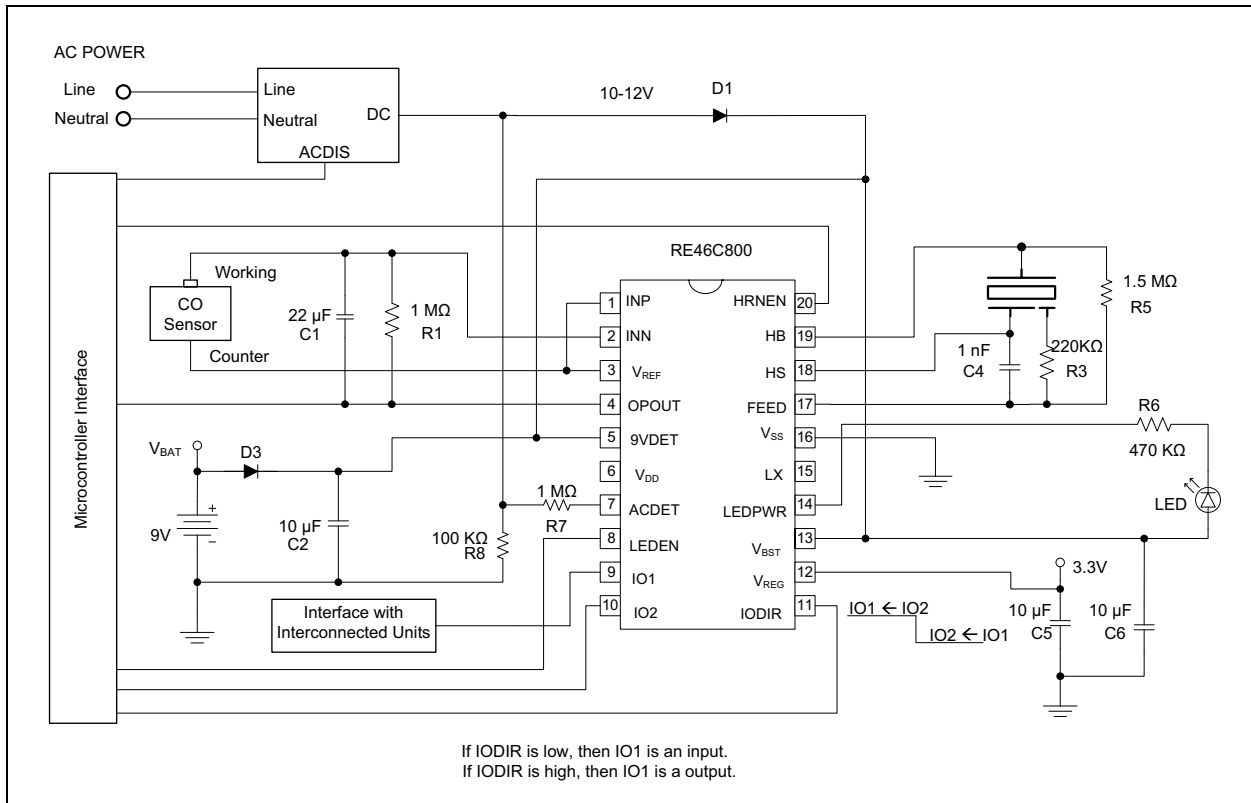 AC POWER
Line
Neutral
Line
Neutral
DC
ACDIS
10-12V
D1
Microcontroller Interface
RE46C800
Working
CO
Sensor
Counter
22 µF
C1
1 MΩ
R1
1 INP
2 INN
3 VREF
4 OPOUT
5 9VDET
6 VDD
7 ACDET
8 LEDEN
9 IO1
10 IO2
HRNEN 20
HB 19
HS 18
FEED 17
VSS 16
LX 15
LEDPWR 14
VBST 13
VREG 12
IODIR 11
1.5 MΩ
R5
1 nF
C4
220KΩ
R3
R6
470 KΩ
LED
VBAT
D3
+
9V
−
10 µF
C2
1 MΩ
R7
100 KΩ
R8
Interface with
Interconnected Units
3.3V
IO1 ← IO2
IO2 ← IO1
10 µF
C5
10 µF
C6
If IODIR is low, then IO1 is an input.
If IODIR is high, then IO1 is a output.